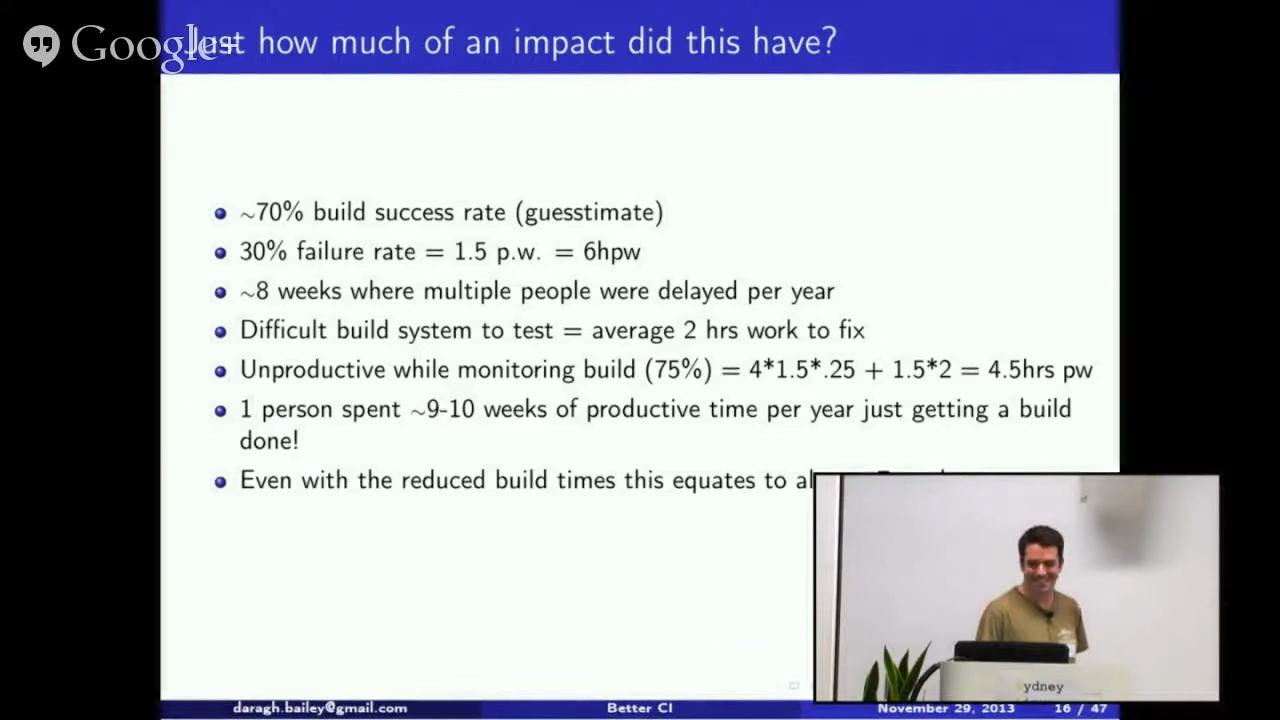 Google+
Just how much of an impact did this have?
~70% build success rate (guesstimate)
30% failure rate = 1.5 p.w. = 6hpw
~8 weeks where multiple people were delayed per year
Difficult build system to test = average 2 hrs work to fix
Unproductive while monitoring build (75%) = 4*1.5*.25 + 1.5*2 = 4.5hrs pw
1 person spent ~9-10 weeks of productive time per year just getting a build
done!
Even with the reduced build times this equates to
ydney
daragh.bailey@gmail.com Better CI November 29, 2013 16 / 47